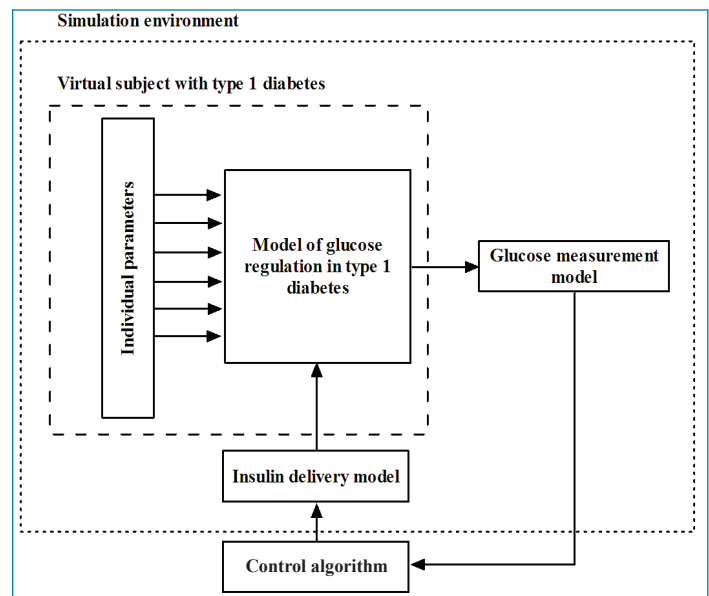 Simulation environment
Virtual subject with type 1 diabetes
Individual parameters
Model of glucose
regulation in type 1
diabetes
Glucose measurement
model
Insulin delivery model
Control algorithm